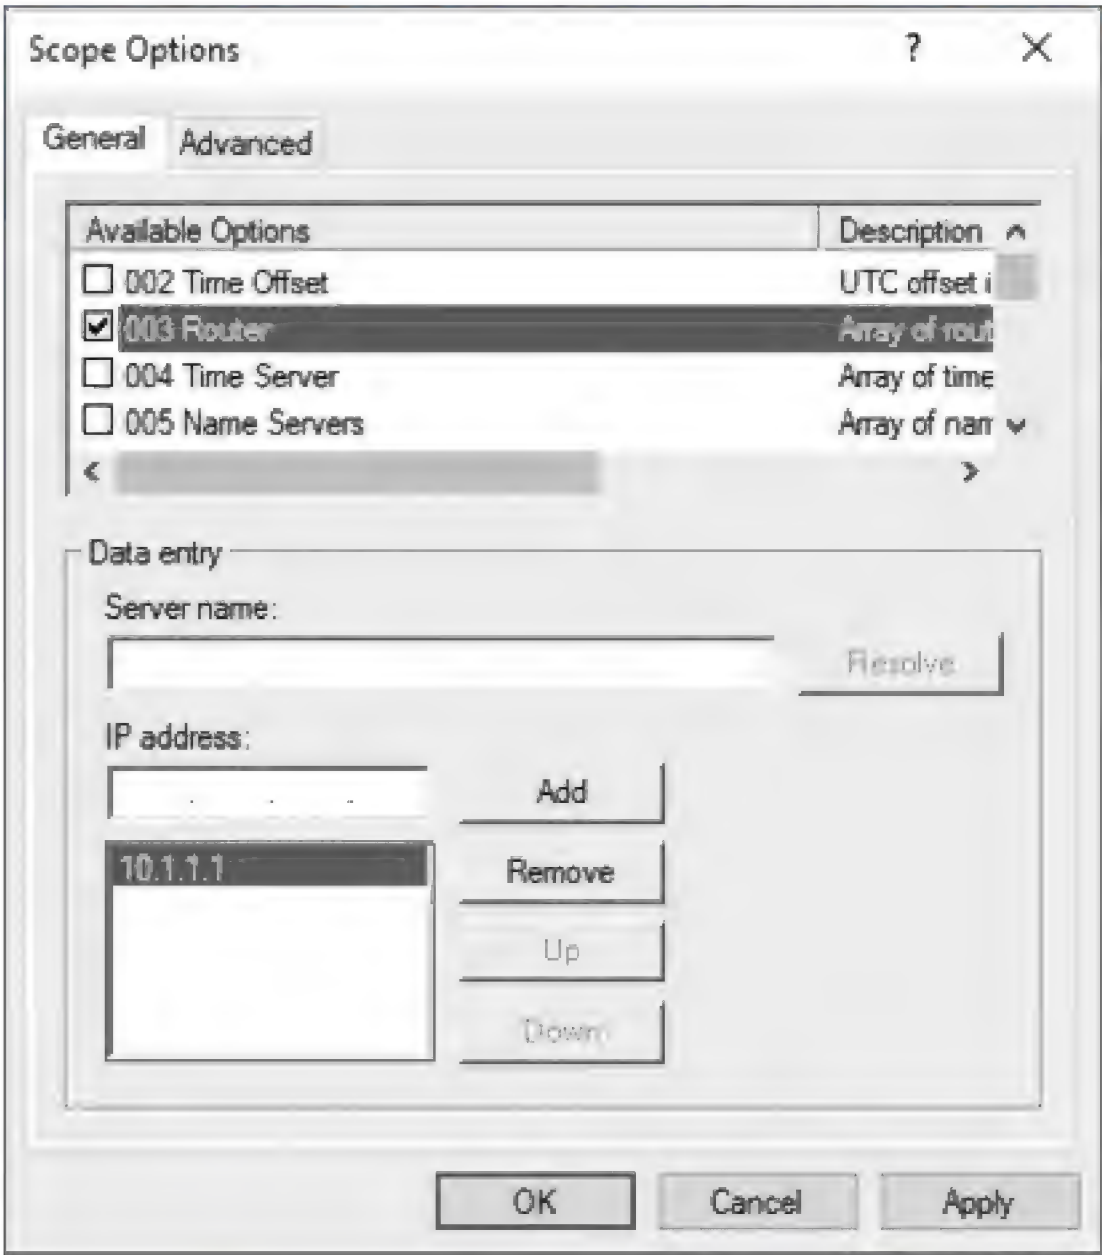 Scope Options ?
General Advanced
Available Options Description
002 Time Offset UTC offset i
003 Router Array of rout
004 Time Server Array of time
005 Name Servers Array of nam
Data entry
Server name:
Resolve
IP address:
. . .
Add
10.1.1.1
Remove
Up
Down
OK Cancel Apply